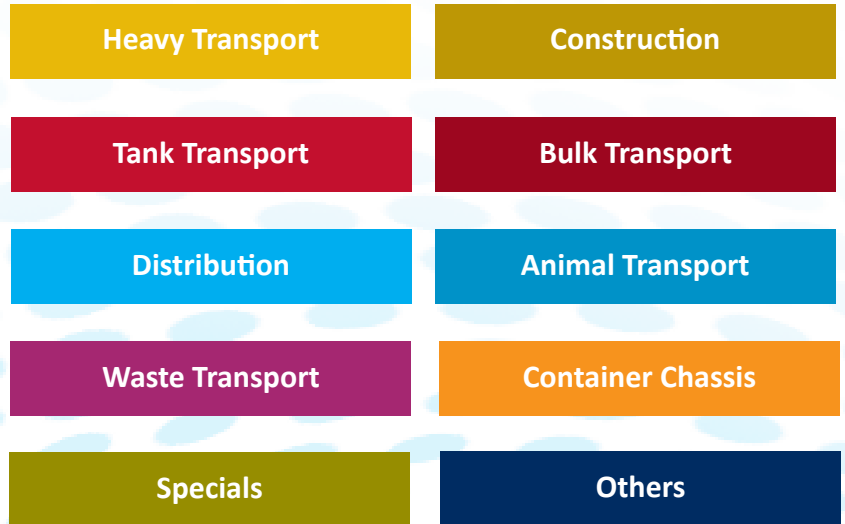 Heavy Transport
Construction
Tank Transport
Bulk Transport
Distribution
Animal Transport
Waste Transport
Container Chassis
Specials
Others